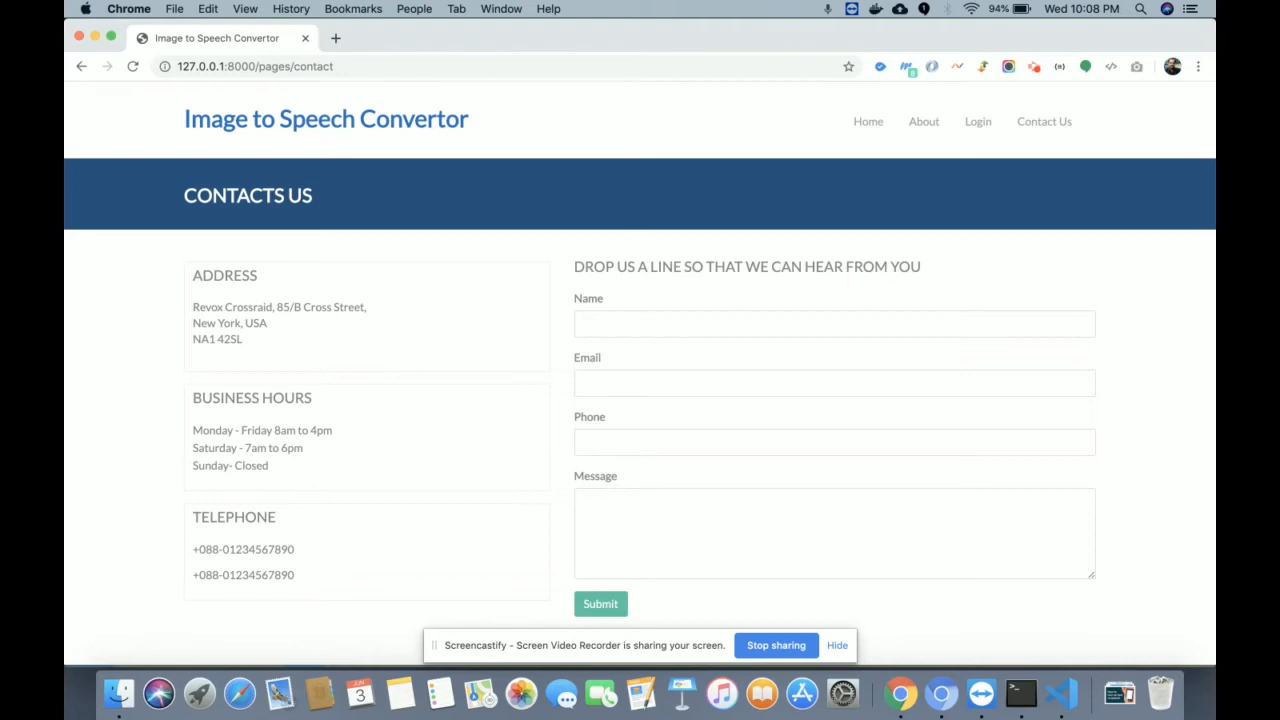 Chrome File Edit View History Bookmarks People Tab Window Help 94% Wed 10:08 PM
Image to Speech Convertor
127.0.0.1:8000/pages/contact
8
Image to Speech Convertor
Home About Login Contact Us
CONTACTS US
ADDRESS
Revox Crossraid, 85/B Cross Street,
New York, USA
NA1 42SL
BUSINESS HOURS
Monday - Friday 8am to 4pm
Saturday - 7am to 6pm
Sunday- Closed
TELEPHONE
+088-01234567890
+088-01234567890
DROP US A LINE SO THAT WE CAN HEAR FROM YOU
Name
Email
Phone
Message
Submit
Screencastify - Screen Video Recorder is sharing your screen. Stop sharing Hide
JUN
3